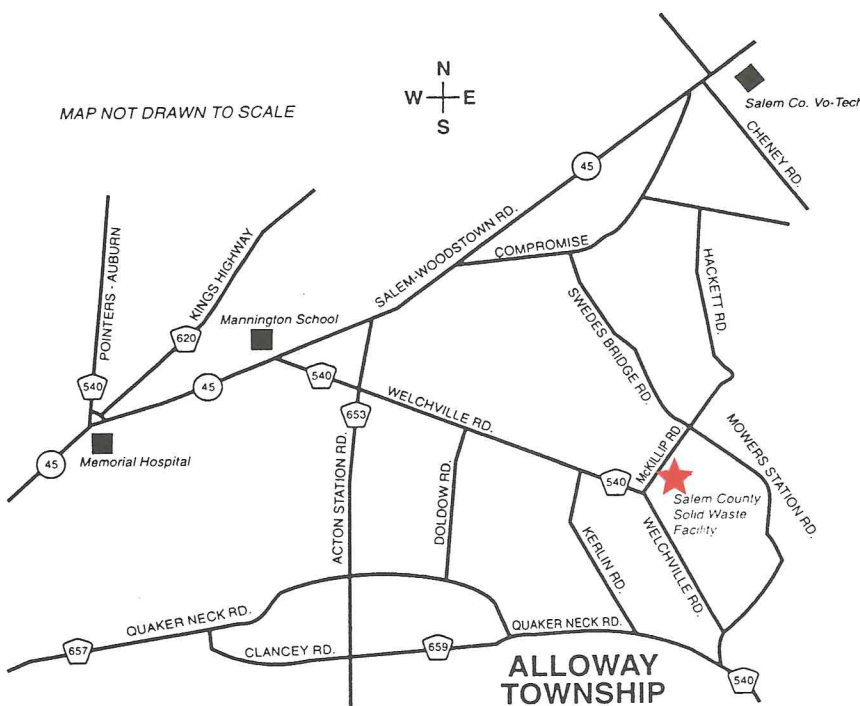 N
W E
S
MAP NOT DRAWN TO SCALE
Salem Co. Vo-Tech
CHENEY RD.
45
SALEM-WOODSTOWN RD.
COMPROMISE
HACKETT RD.
SWEDES BRIDGE RD.
POINTERS - AUBURN
KINGS HIGHWAY
620
Mannington School
540
45
540
653
WELCHVILLE RD.
Memorial Hospital
45
ACTON STATION RD.
DOLDOW RD.
540
McKILLIP RD.
MOWERS STATION RD.
Salem County
Solid Waste
Facility
KERLIN RD.
WELCHVILLE RD.
QUAKER NECK RD.
657
CLANCEY RD.
659
QUAKER NECK RD.
ALLOWAY
TOWNSHIP
540